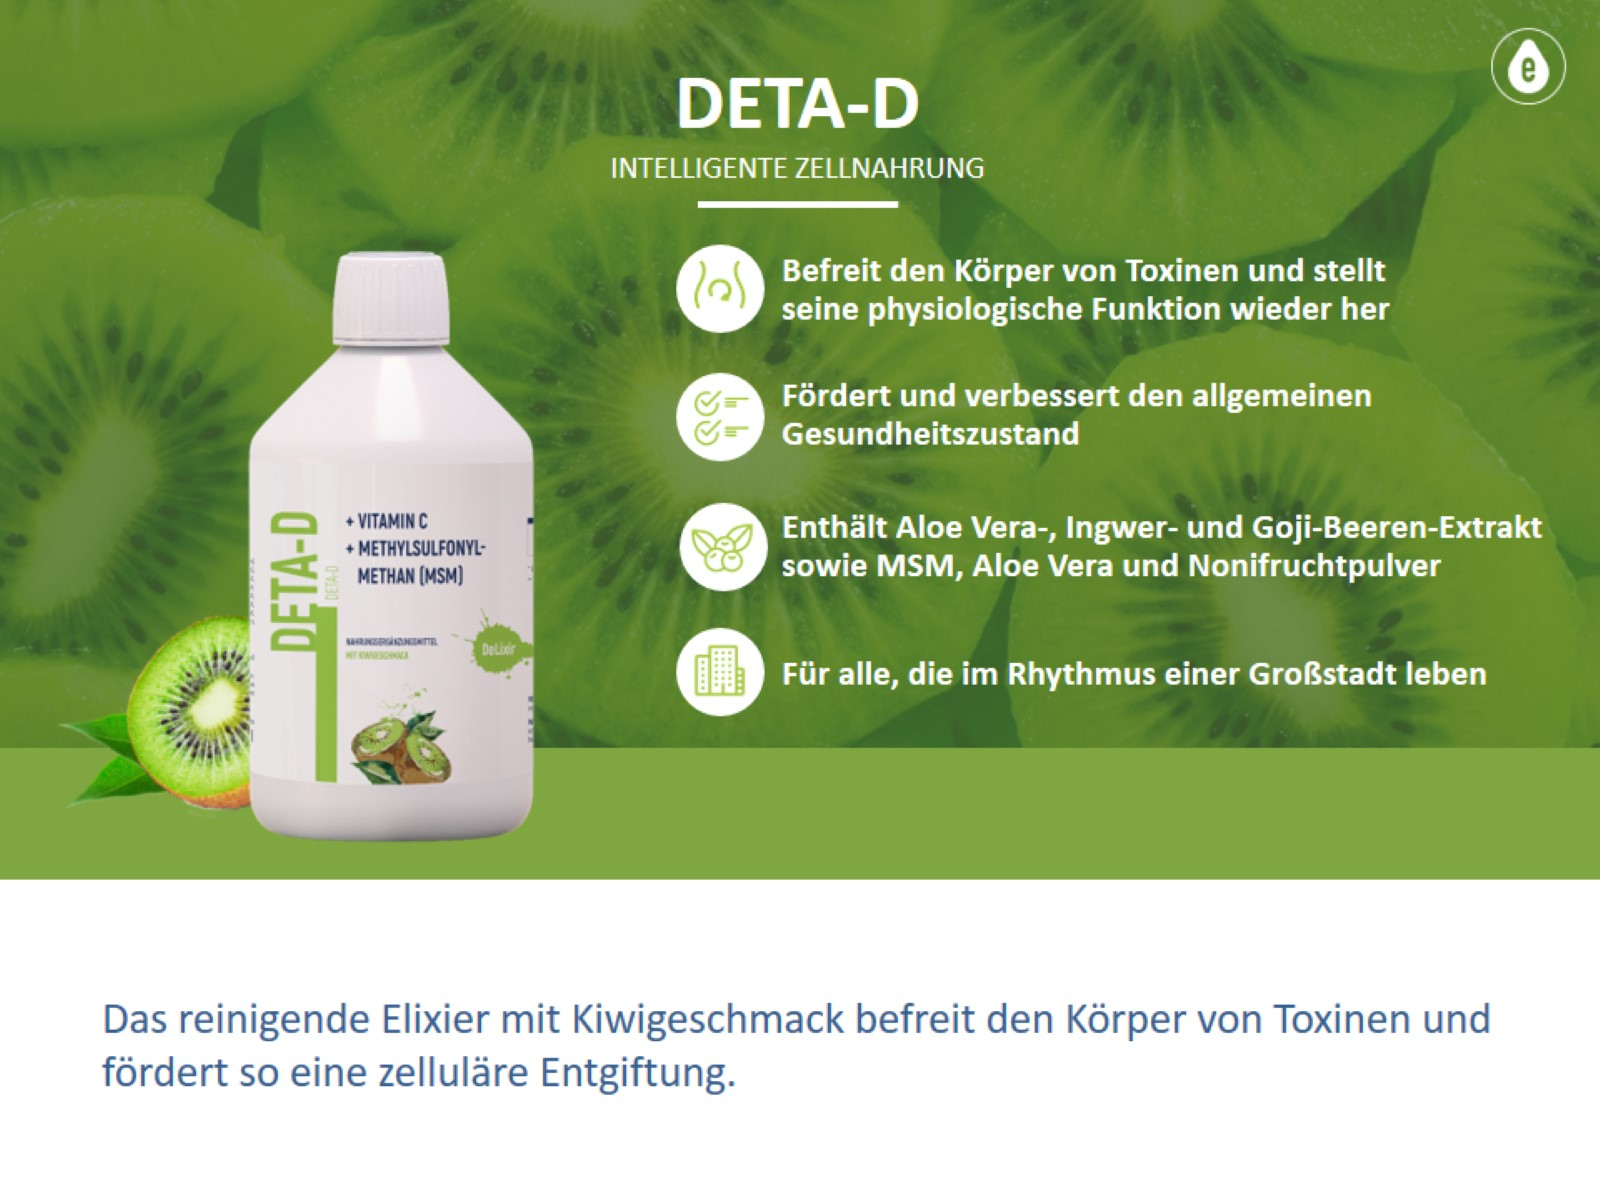 DETA-D
INTELLIGENTE ZELLNAHRUNG
Befreit den Körper von Toxinen und stellt
seine physiologische Funktion wieder her
Fördert und verbessert den allgemeinen
Gesundheitszustand
Enthält Aloe Vera-, Ingwer- und Goji-Beeren-Extrakt
sowie MSM, Aloe Vera und Nonifruchtpulver
Für alle, die im Rhythmus einer Großstadt leben
DETA-D
DETA-D
+ VITAMIN C
+ METHYLSULFONYL-
METHAN (MSM)
NAHRUNGSERGÄNZUNGSMITTEL
MIT KIWIGESCHMACK
DeLixir
e
Das reinigende Elixier mit Kiwigeschmack befreit den Körper von Toxinen und
fördert so eine zelluläre Entgiftung.